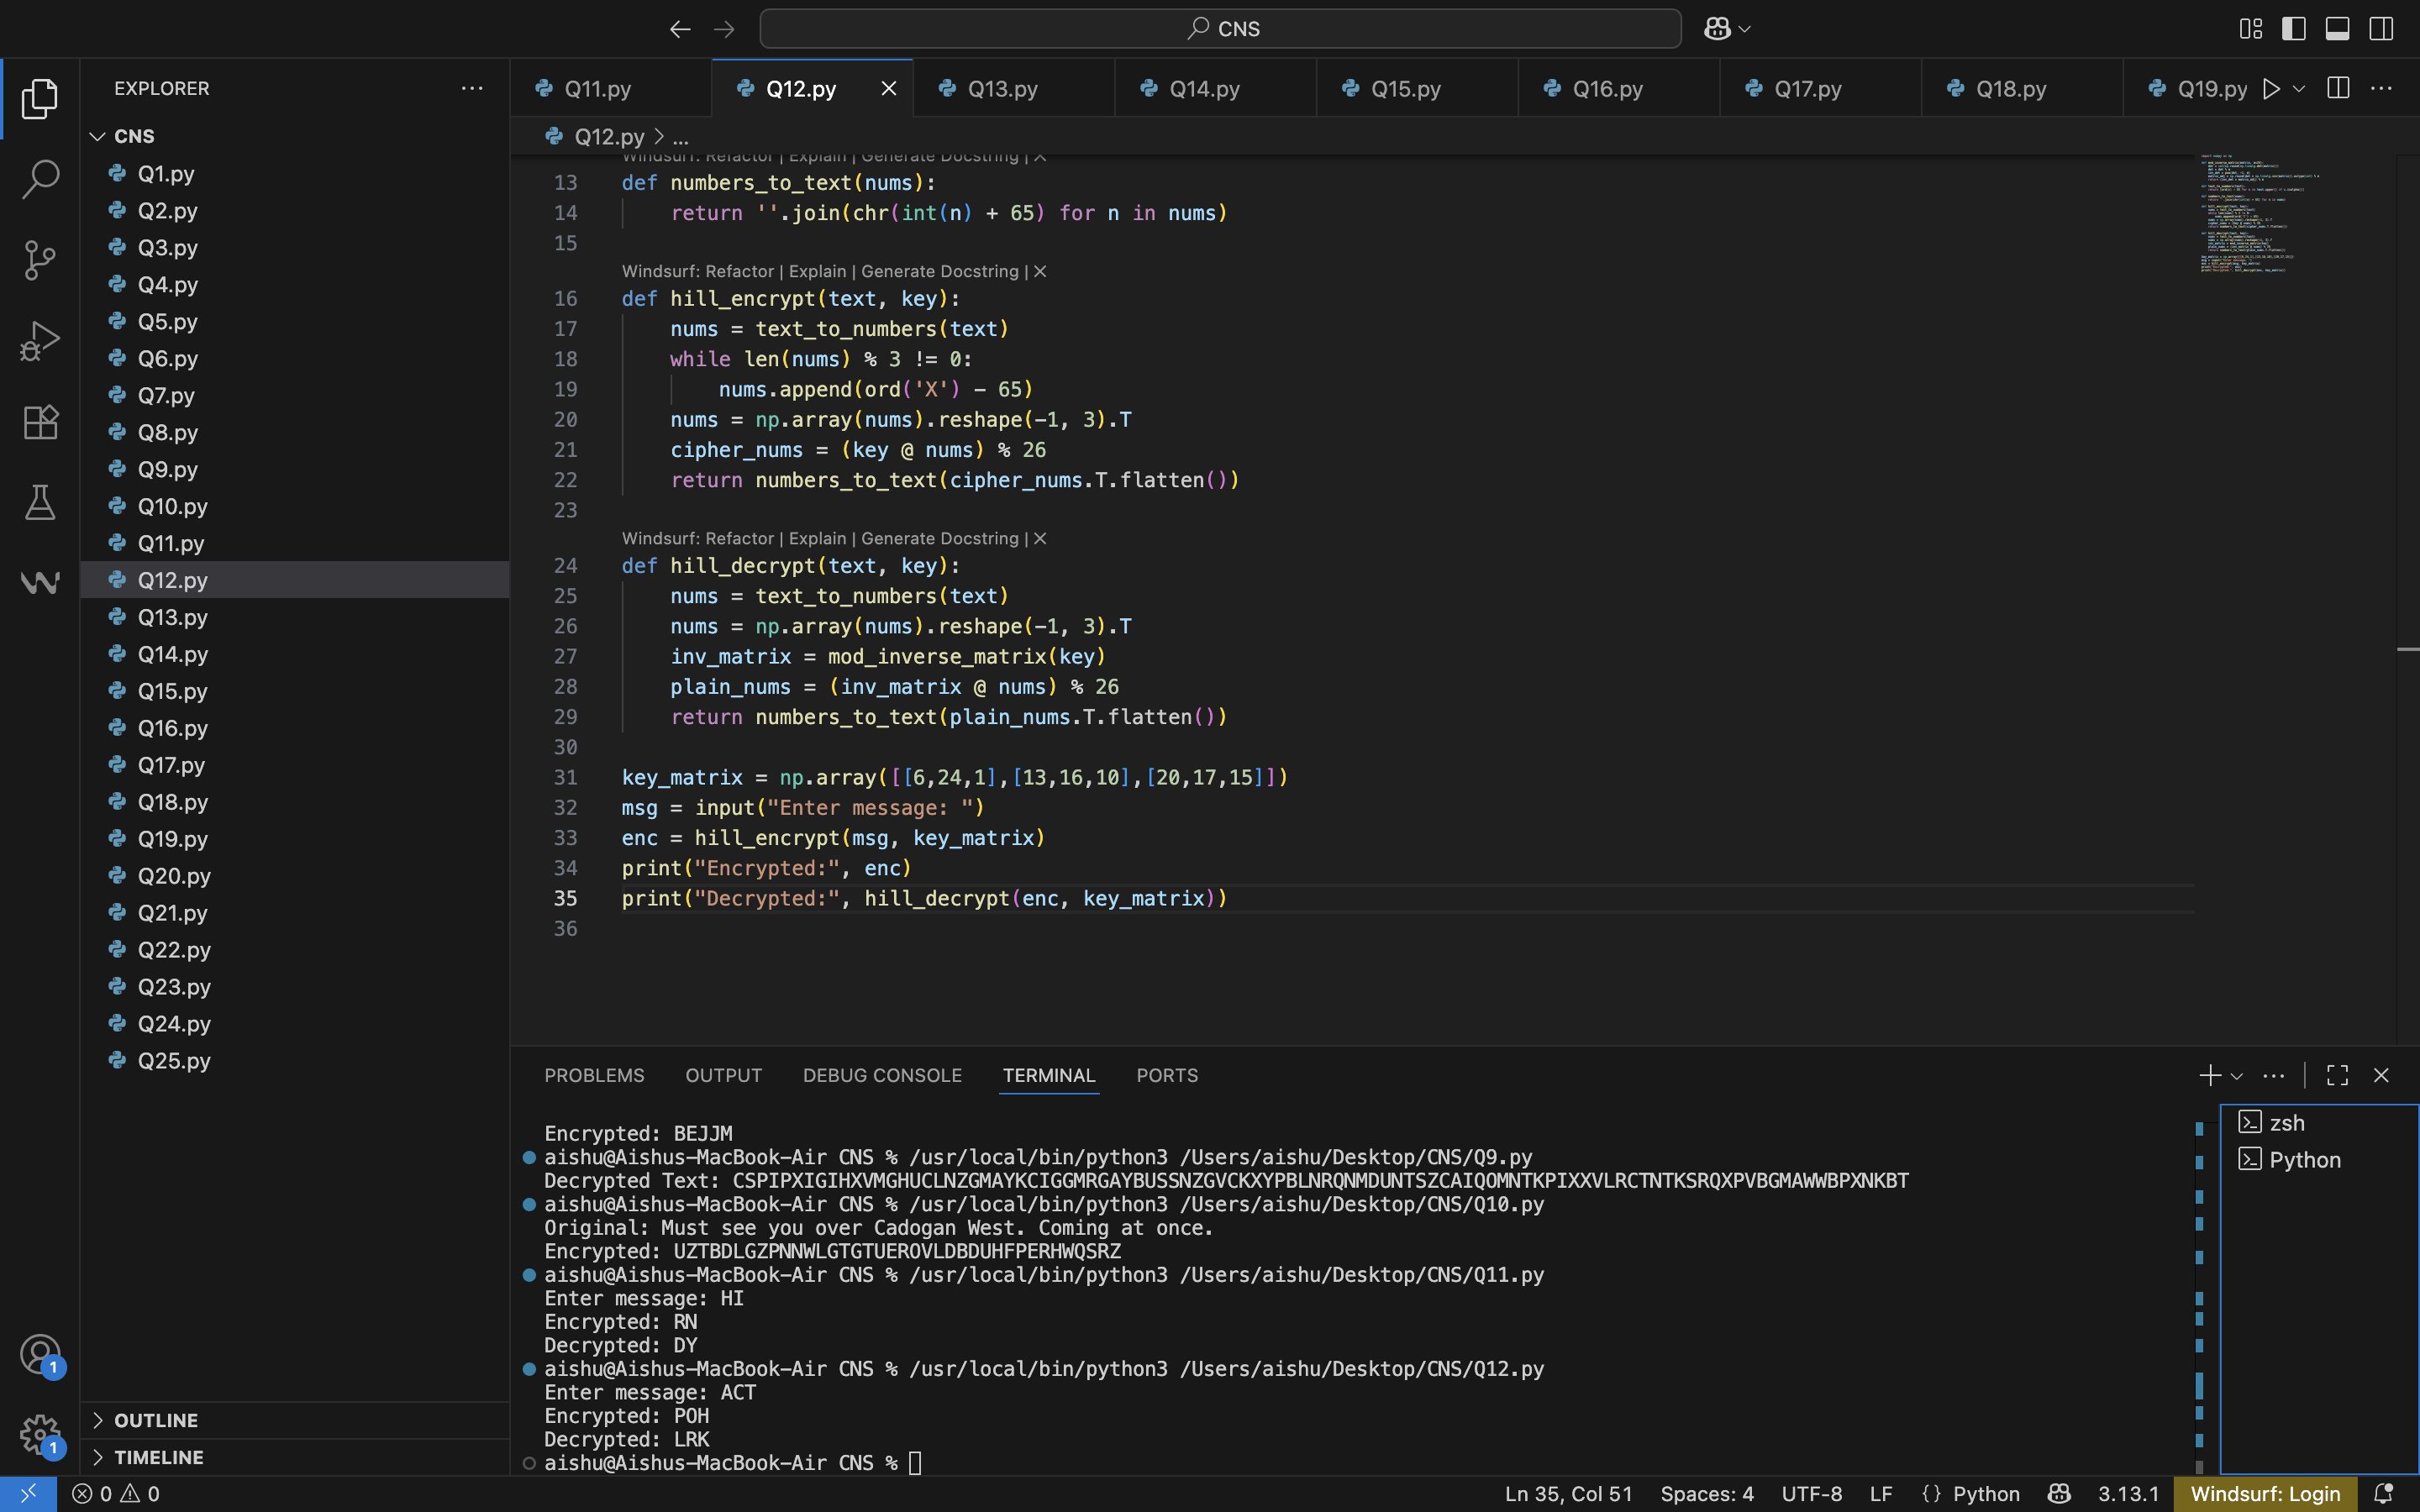 CNS
EXPLORER
Q11.py
Q12.py
Q13.py
Q14.py
Q15.py
Q16.py
Q17.py
Q18.py
Q19.py
CNS
Q1.py
Q2.py
Q3.py
Q4.py
Q5.py
Q6.py
Q7.py
Q8.py
Q9.py
Q10.py
Q11.py
Q12.py
Q13.py
Q14.py
Q15.py
Q16.py
Q17.py
Q18.py
Q19.py
Q20.py
Q21.py
Q22.py
Q23.py
Q24.py
Q25.py
OUTLINE
TIMELINE
Q12.py > ...
Windsurf: Refactor | Explain | Generate Docstring | ×
13 def numbers_to_text(nums):
14 return ''.join(chr(int(n) + 65) for n in nums)
15
Windsurf: Refactor | Explain | Generate Docstring | ×
16 def hill_encrypt(text, key):
17 nums = text_to_numbers(text)
18 while len(nums) % 3 != 0:
19 nums.append(ord('X') - 65)
20 nums = np.array(nums).reshape(-1, 3).T
21 cipher_nums = (key @ nums) % 26
22 return numbers_to_text(cipher_nums.T.flatten())
23
Windsurf: Refactor | Explain | Generate Docstring | ×
24 def hill_decrypt(text, key):
25 nums = text_to_numbers(text)
26 nums = np.array(nums).reshape(-1, 3).T
27 inv_matrix = mod_inverse_matrix(key)
28 plain_nums = (inv_matrix @ nums) % 26
29 return numbers_to_text(plain_nums.T.flatten())
30
31 key_matrix = np.array([[6,24,1],[13,16,10],[20,17,15]])
32 msg = input("Enter message: ")
33 enc = hill_encrypt(msg, key_matrix)
34 print("Encrypted:", enc)
35 print("Decrypted:", hill_decrypt(enc, key_matrix))
36
PROBLEMS OUTPUT DEBUG CONSOLE TERMINAL PORTS
Encrypted: BEJJM
aishu@Aishus-MacBook-Air CNS % /usr/local/bin/python3 /Users/aishu/Desktop/CNS/Q9.py
Decrypted Text: CSPIPXIGIHXVMGHUCLNZGMAYKCIGGMRGAYBUSSNZGVCKXYPBLNRQNMDUNTSZCAIQOMNTKPIXXVLRCTNTKSRQXPVBGMAWWBPXNKBT
aishu@Aishus-MacBook-Air CNS % /usr/local/bin/python3 /Users/aishu/Desktop/CNS/Q10.py
Original: Must see you over Cadogan West. Coming at once.
Encrypted: UZTBDLGZPNNWLGTGTUEROVLDBDUHFPERHWQSRZ
aishu@Aishus-MacBook-Air CNS % /usr/local/bin/python3 /Users/aishu/Desktop/CNS/Q11.py
Enter message: HI
Encrypted: RN
Decrypted: DY
aishu@Aishus-MacBook-Air CNS % /usr/local/bin/python3 /Users/aishu/Desktop/CNS/Q12.py
Enter message: ACT
Encrypted: POH
Decrypted: LRK
aishu@Aishus-MacBook-Air CNS %
zsh
Python
1
1
0 0
Ln 35, Col 51 Spaces: 4 UTF-8 LF {} Python 3.13.1 Windsurf: Login